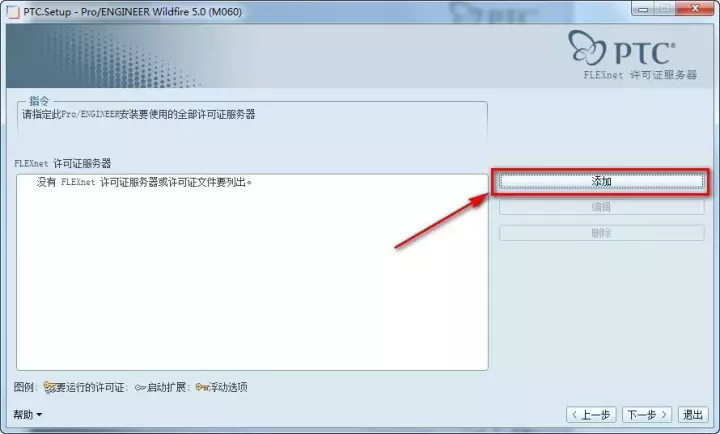 PTC.Setup - Pro/ENGINEER Wildfire 5.0 (M060)
PTC®
FLEXnet 许可证服务器
指令
请指定此Pro/ENGINEER安装要使用的全部许可证服务器
FLEXnet 许可证服务器
没有 FLEXnet 许可证服务器或许可证文件要列出。
添加
编辑
删除
图例: 要运行的许可证; 启动扩展; 浮动选项
帮助
上一步 下一步 退出